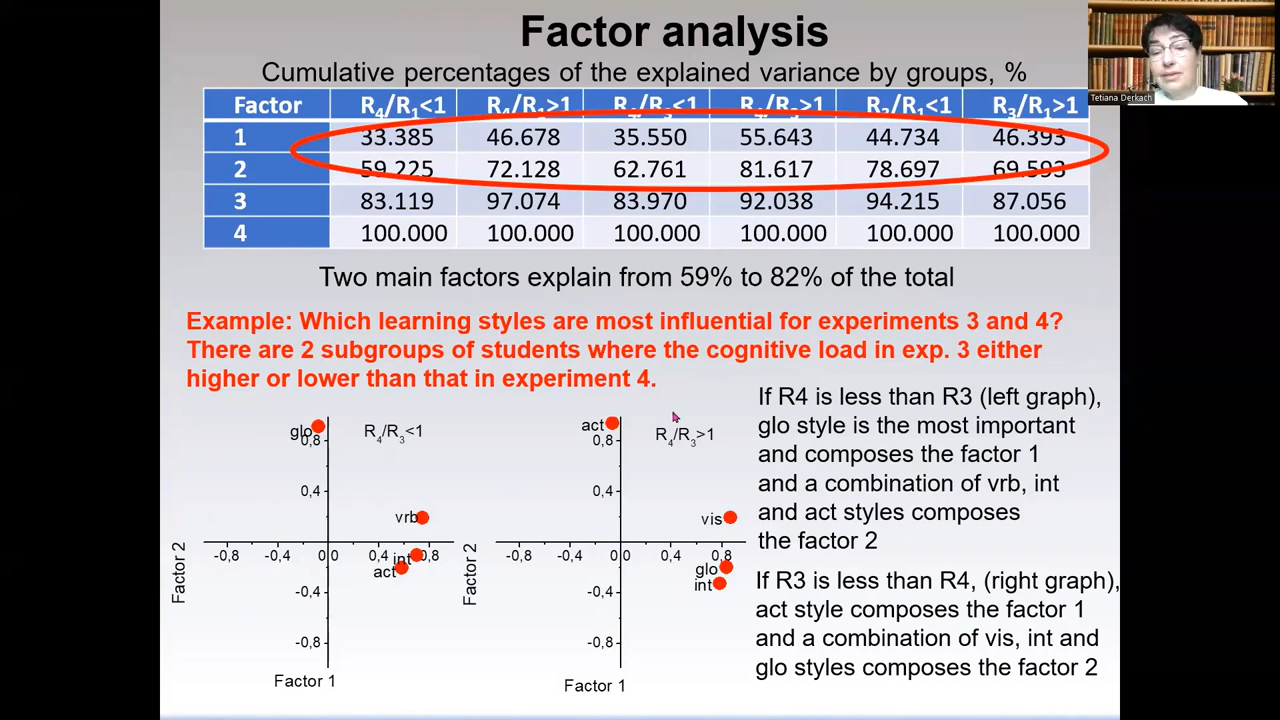 Factor analysis
Cumulative percentages of the explained variance by groups, %
Factor R4/R1<1 R4/R1>1 R4/R3<1 R4/R3>1 R3/R1<1 R3/R1>1
1 33.385 46.678 35.550 55.643 44.734 46.393
2 59.225 72.128 62.761 81.617 78.697 69.593
3 83.119 97.074 83.970 92.038 94.215 87.056
4 100.000 100.000 100.000 100.000 100.000 100.000
Two main factors explain from 59% to 82% of the total
Example: Which learning styles are most influential for experiments 3 and 4?
There are 2 subgroups of students where the cognitive load in exp. 3 either
higher or lower than that in experiment 4.
glo
0,8
R4/R3<1
0,4
vrb
-0,8 -0,4 0,0 0,4 0,8
int
act
-0,4
-0,8
Factor 2
Factor 1
act
0,8
R4/R3>1
0,4
vis
-0,8 -0,4 0,0 0,4 0,8
glo
int
-0,4
-0,8
Factor 2
Factor 1
If R4 is less than R3 (left graph),
glo style is the most important
and composes the factor 1
and a combination of vrb, int
and act styles composes
the factor 2
If R3 is less than R4, (right graph),
act style composes the factor 1
and a combination of vis, int and
glo styles composes the factor 2
Tetiana Derkach